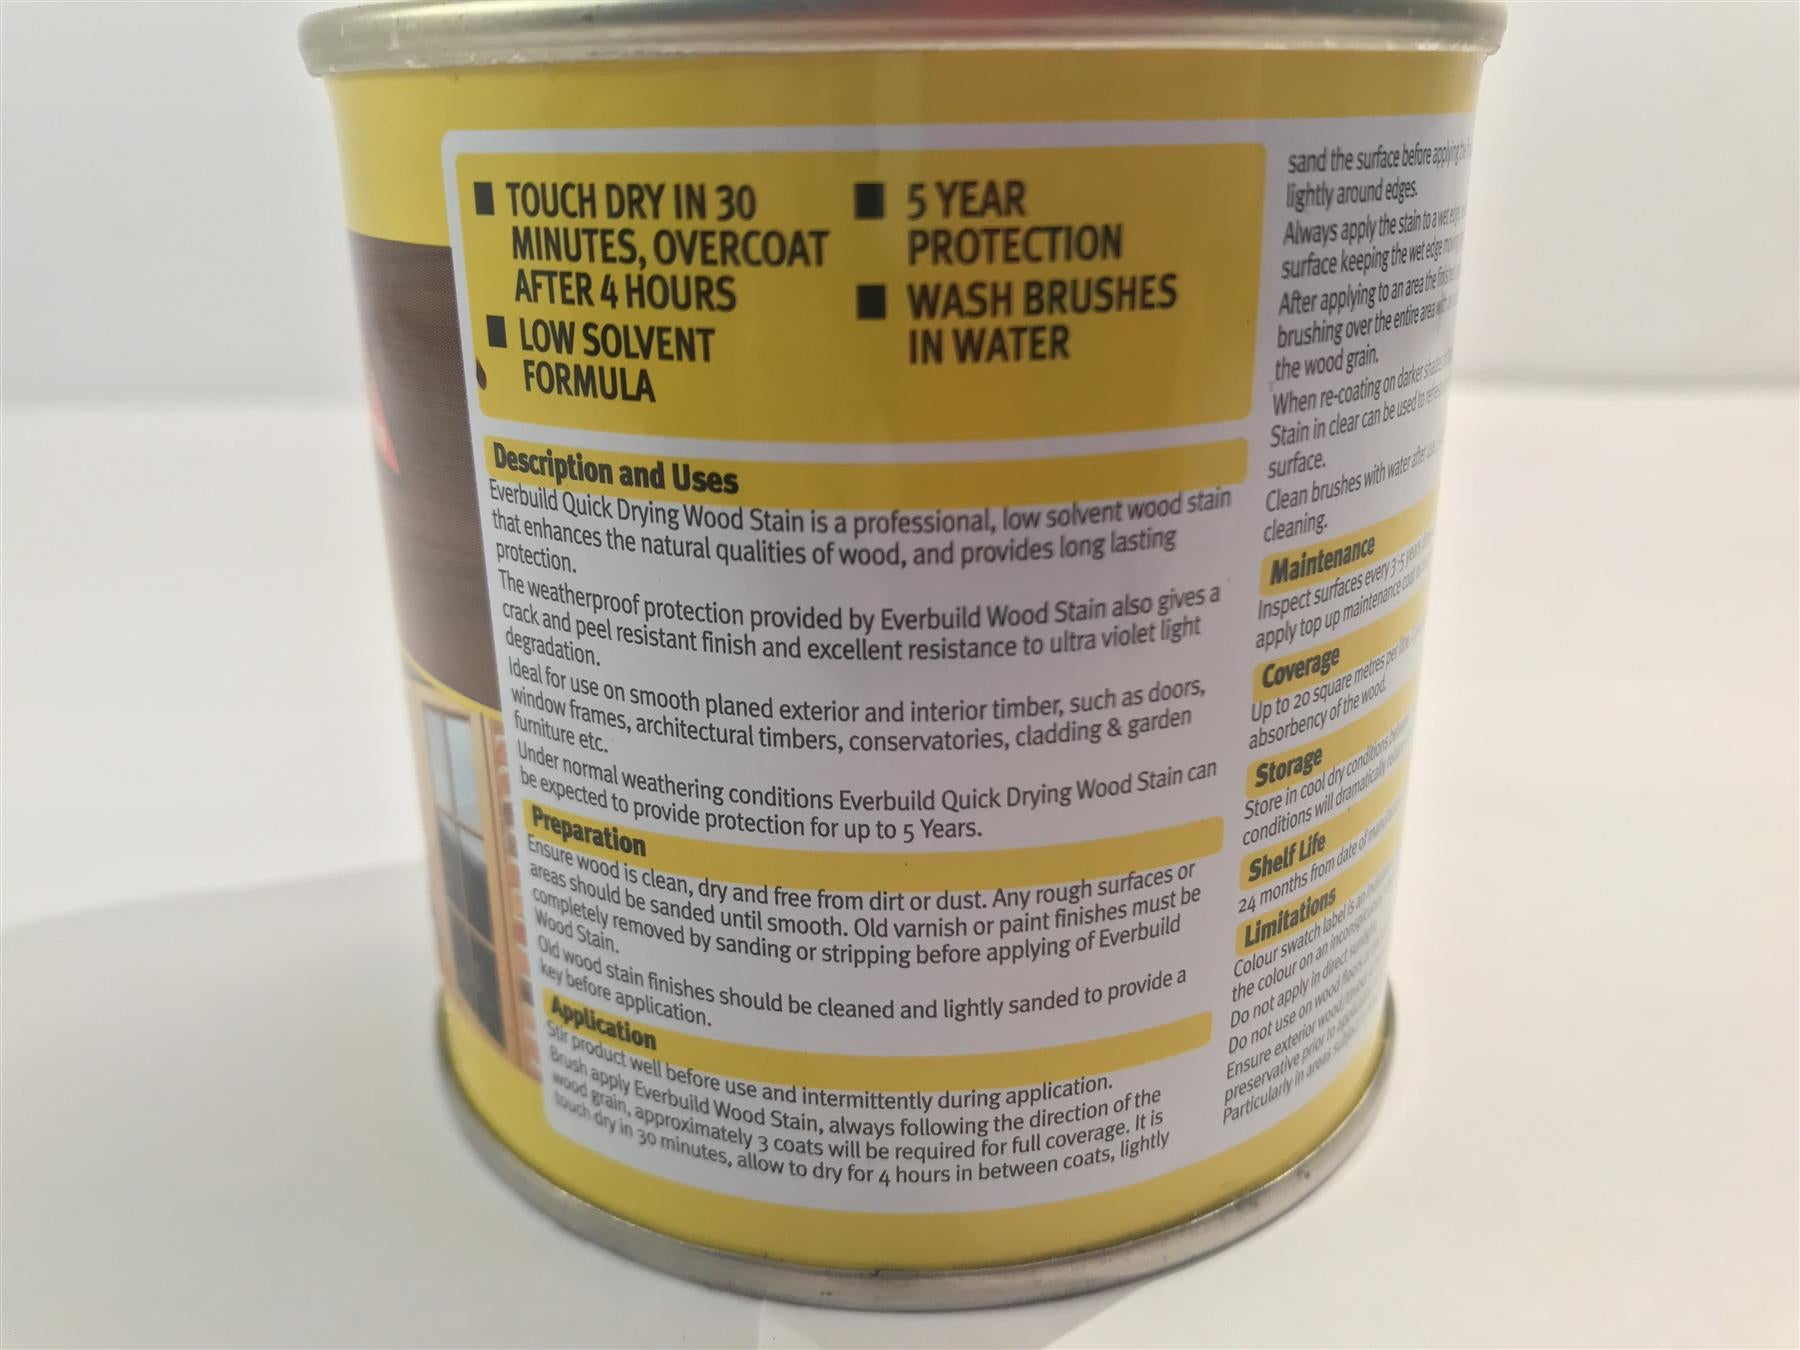 ■ TOUCH DRY IN 30
MINUTES, OVERCOAT
AFTER 4 HOURS
■ LOW SOLVENT
FORMULA
■ 5 YEAR
PROTECTION
■ WASH BRUSHES
IN WATER
Description and Uses
Everbuild Quick Drying Wood Stain is a professional, low solvent wood stain
that enhances the natural qualities of wood, and provides long lasting
protection.
The weatherproof protection provided by Everbuild Wood Stain also gives a
crack and peel resistant finish and excellent resistance to ultra violet light
degradation.
Ideal for use on smooth planed exterior and interior timber, such as doors,
window frames, architectural timbers, conservatories, cladding & garden
furniture etc.
Under normal weathering conditions Everbuild Quick Drying Wood Stain can
be expected to provide protection for up to 5 Years.
Preparation
Ensure wood is clean, dry and free from dirt or dust. Any rough surfaces or
areas should be sanded until smooth. Old varnish or paint finishes must be
completely removed by sanding or stripping before applying of Everbuild
Wood Stain.
Old wood stain finishes should be cleaned and lightly sanded to provide a
key before application.
Application
Stir product well before use and intermittently during application.
Brush apply Everbuild Wood Stain, always following the direction of the
wood grain, approximately 3 coats will be required for full coverage. It is
touch dry in 30 minutes, allow to dry for 4 hours in between coats, lightly
sand the surface before applying the
lightly around edges.
Always apply the stain to a wet edge
surface keeping the wet edge
After applying to an area the
brushing over the entire area
the wood grain.
When re-coating on darker
Stain in clear can be used to
surface.
Clean brushes with water after
cleaning.
Maintenance
Inspect surfaces every 3-5 years
apply top up maintenance coat
Coverage
Up to 20 square metres per
absorbency of the wood.
Storage
Store in cool dry conditions
conditions will dramatically
Shelf Life
24 months from date of
Limitations
Colour swatch label is an
the colour on an
Do not apply in direct
Do not use on wood floors
Ensure exterior
preservative prior to
Particularly in areas